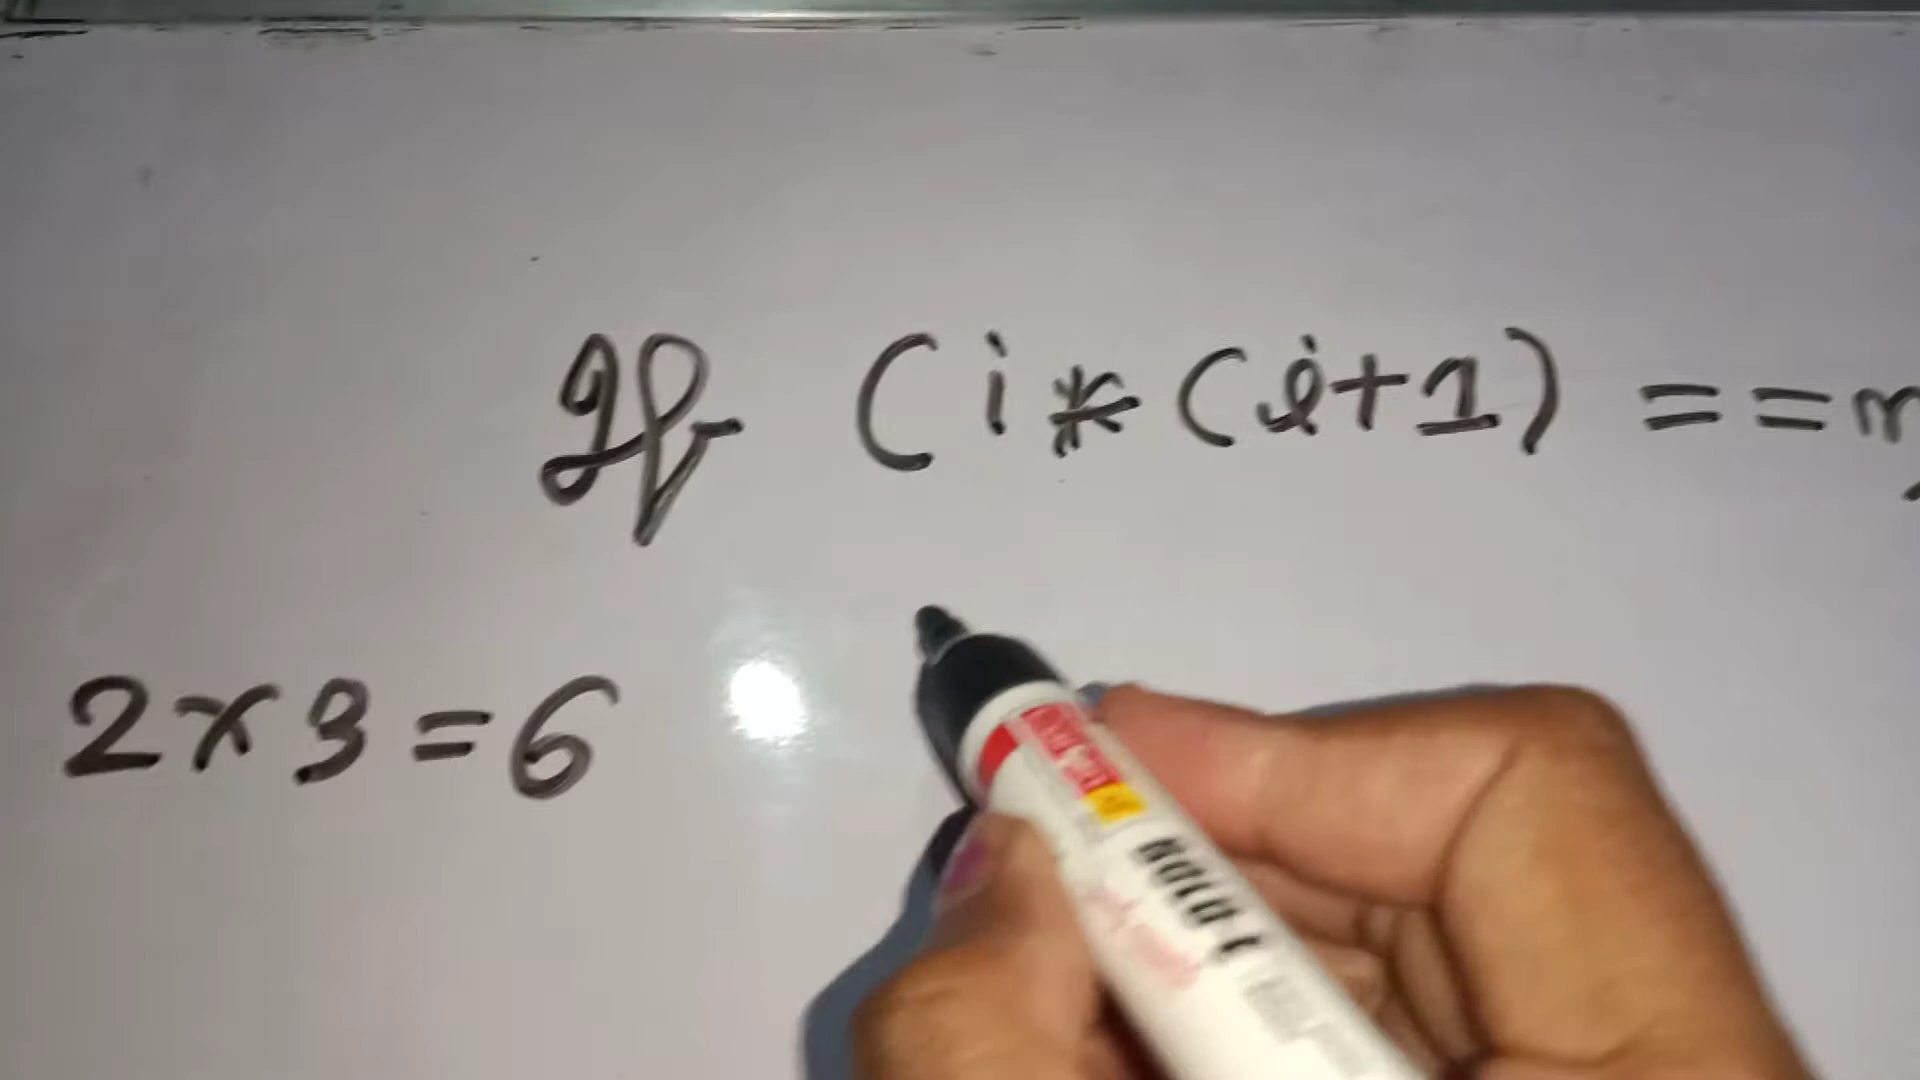 If (i*(i+1) ==n
2x3=6